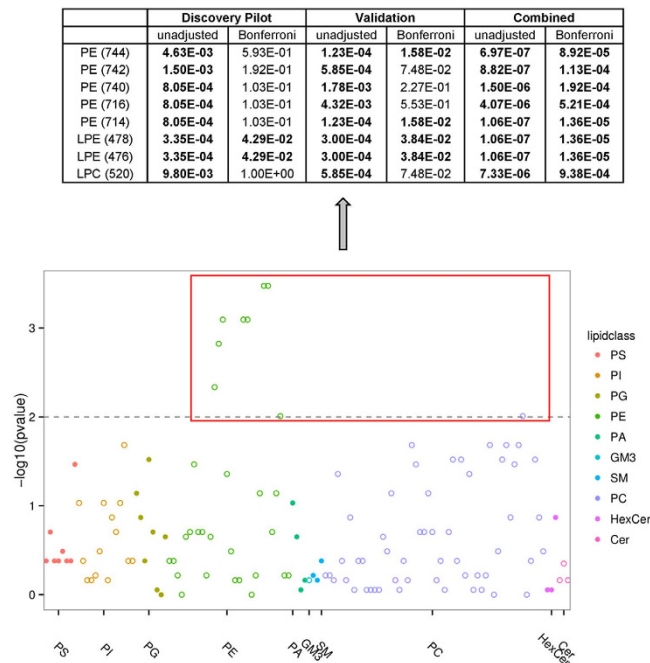 Discovery Pilot Validation Combined
unadjusted Bonferroni unadjusted Bonferroni unadjusted Bonferroni
PE (744) 4.63E-03 5.93E-01 1.23E-04 1.58E-02 6.97E-07 8.92E-05
PE (742) 1.50E-03 1.92E-01 5.85E-04 7.48E-02 8.82E-07 1.13E-04
PE (740) 8.05E-04 1.03E-01 1.78E-03 2.27E-01 1.50E-06 1.92E-04
PE (716) 8.05E-04 1.03E-01 4.32E-03 5.53E-01 4.07E-06 5.21E-04
PE (714) 8.05E-04 1.03E-01 1.23E-04 1.58E-02 1.06E-07 1.36E-05
LPE (478) 3.35E-04 4.29E-02 3.00E-04 3.84E-02 1.06E-07 1.36E-05
LPE (476) 3.35E-04 4.29E-02 3.00E-04 3.84E-02 1.06E-07 1.36E-05
LPC (520) 9.80E-03 1.00E+00 5.85E-04 7.48E-02 7.33E-06 9.38E-04
3
2
1
0
-log10(pvalue)
PS PI PG PE PA GM3 SM PC HexCer Cer
lipidclass
PS
PI
PG
PE
PA
GM3
SM
PC
HexCer
Cer